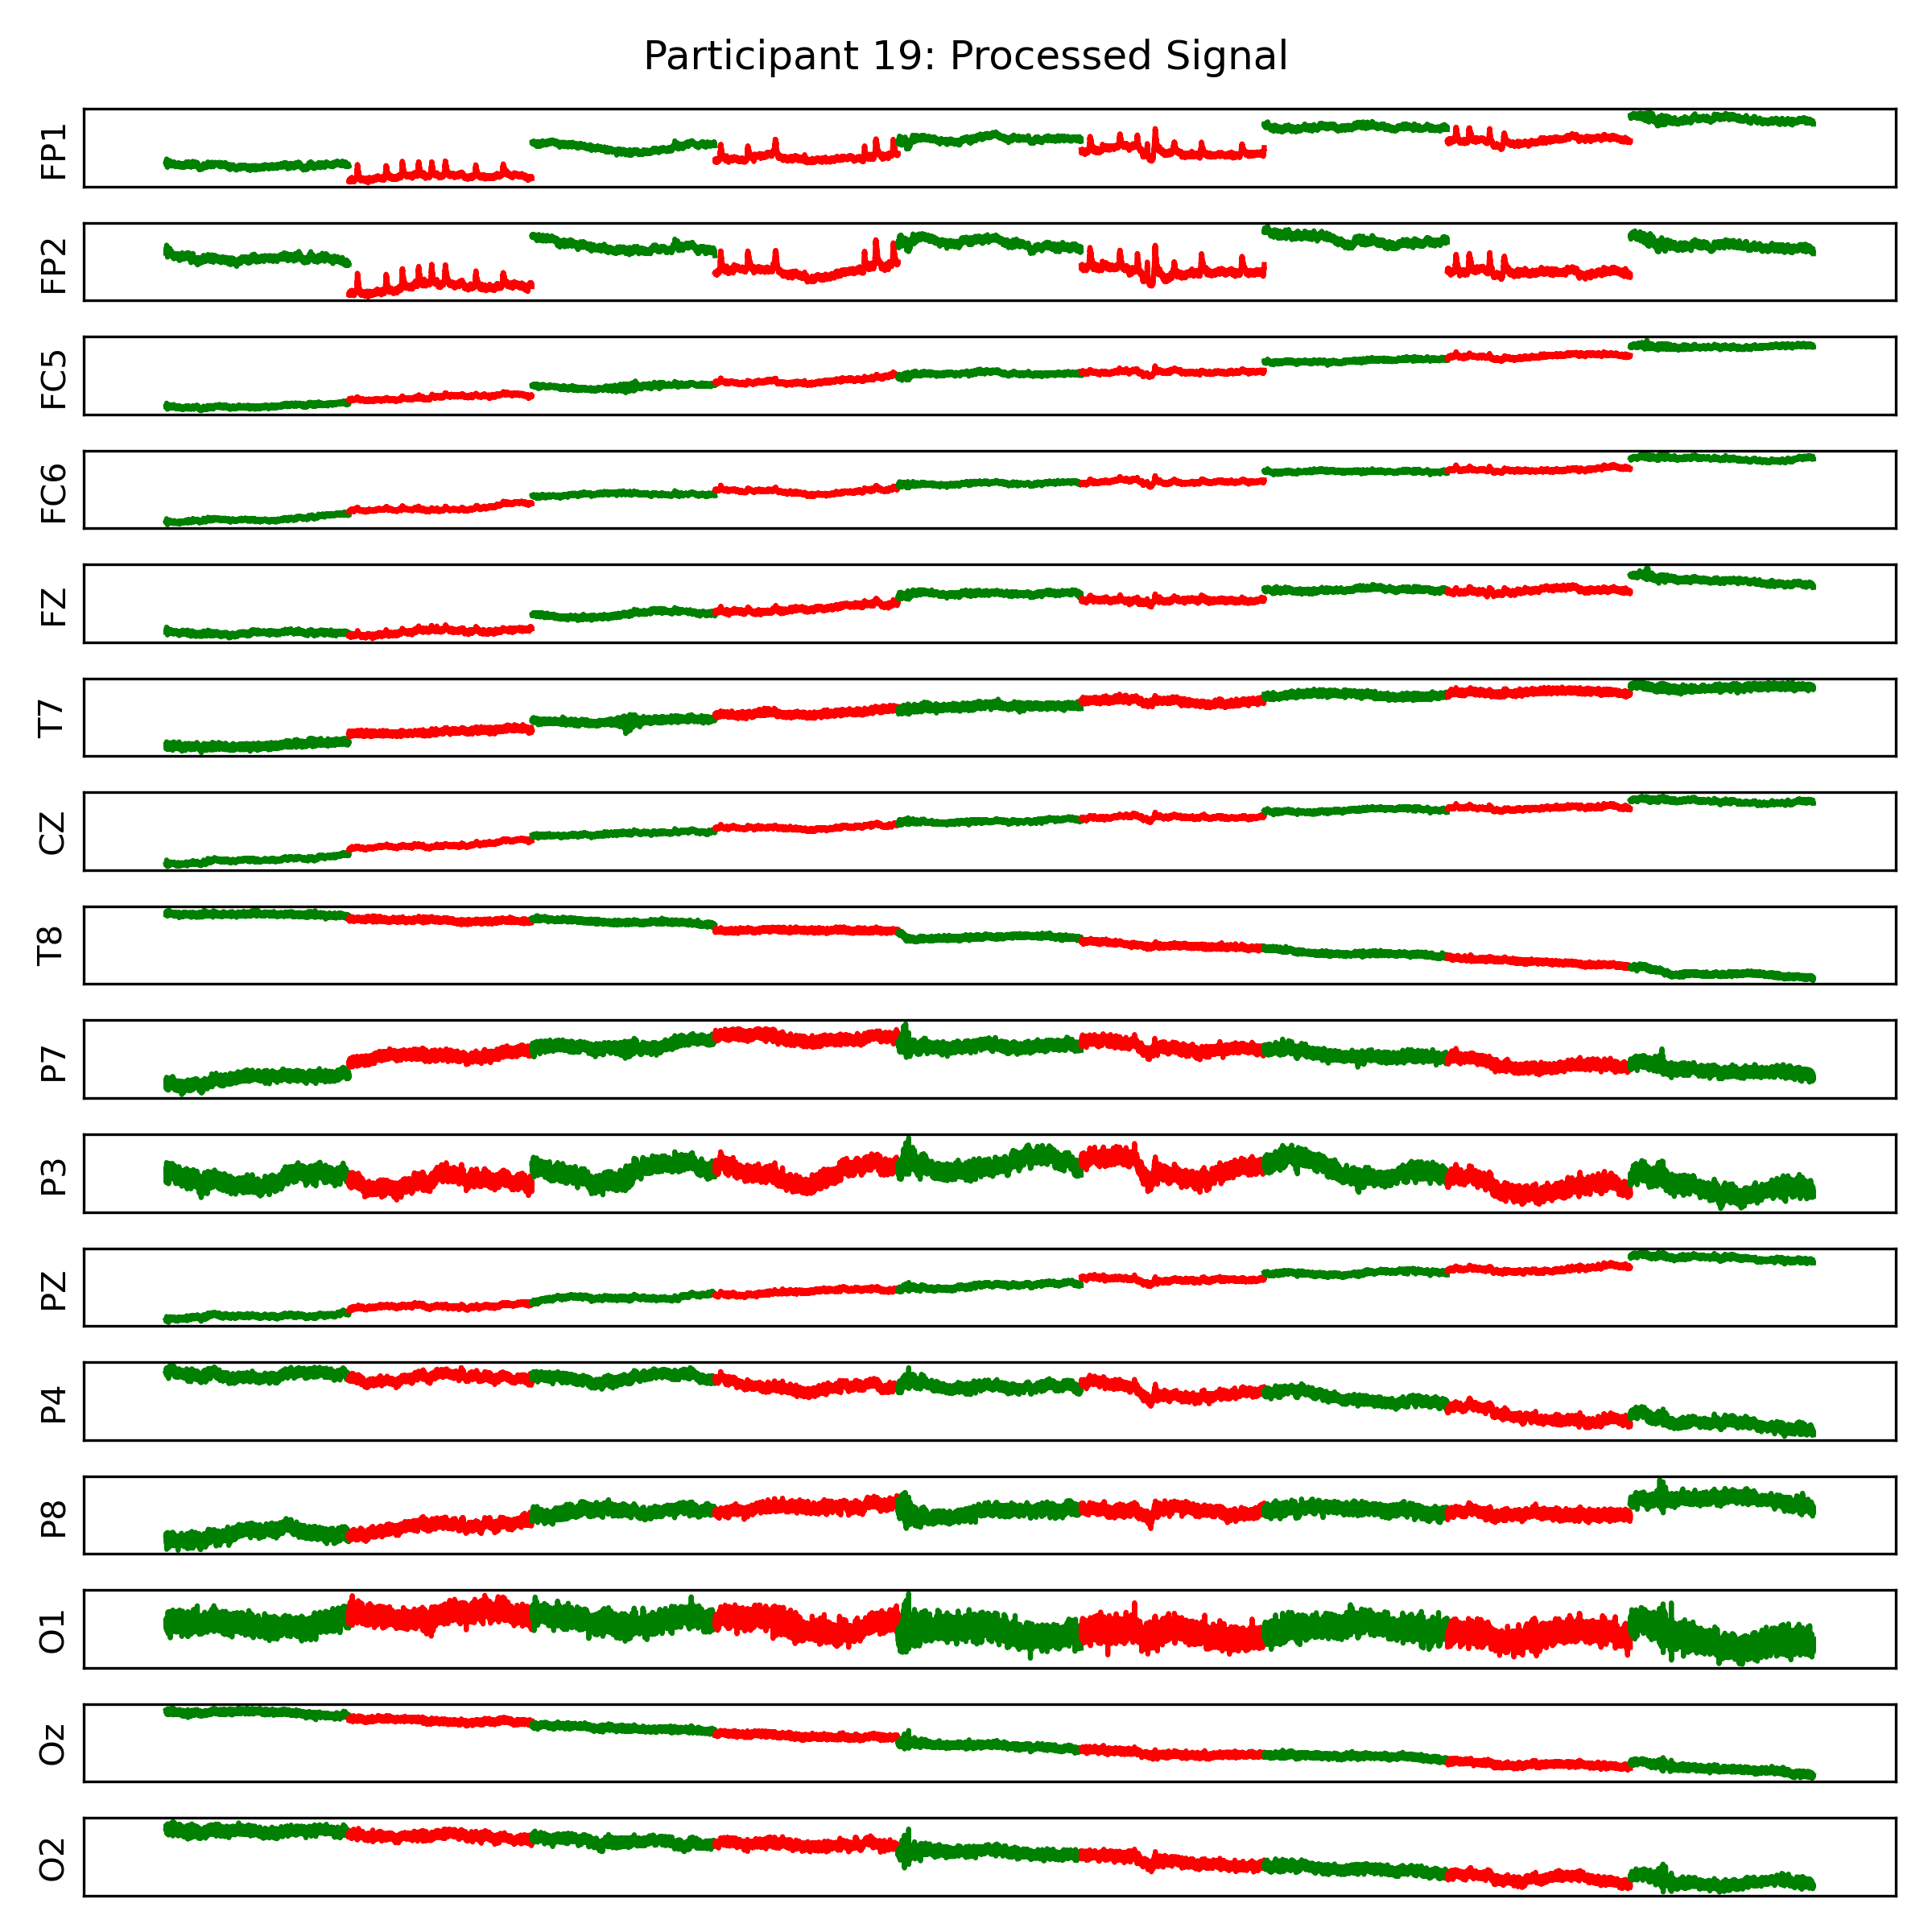 Participant 19: Processed Signal
FP1
FP2
FC5
FC6
FZ
T7
CZ
T8
P7
P3
PZ
P4
P8
O1
Oz
O2